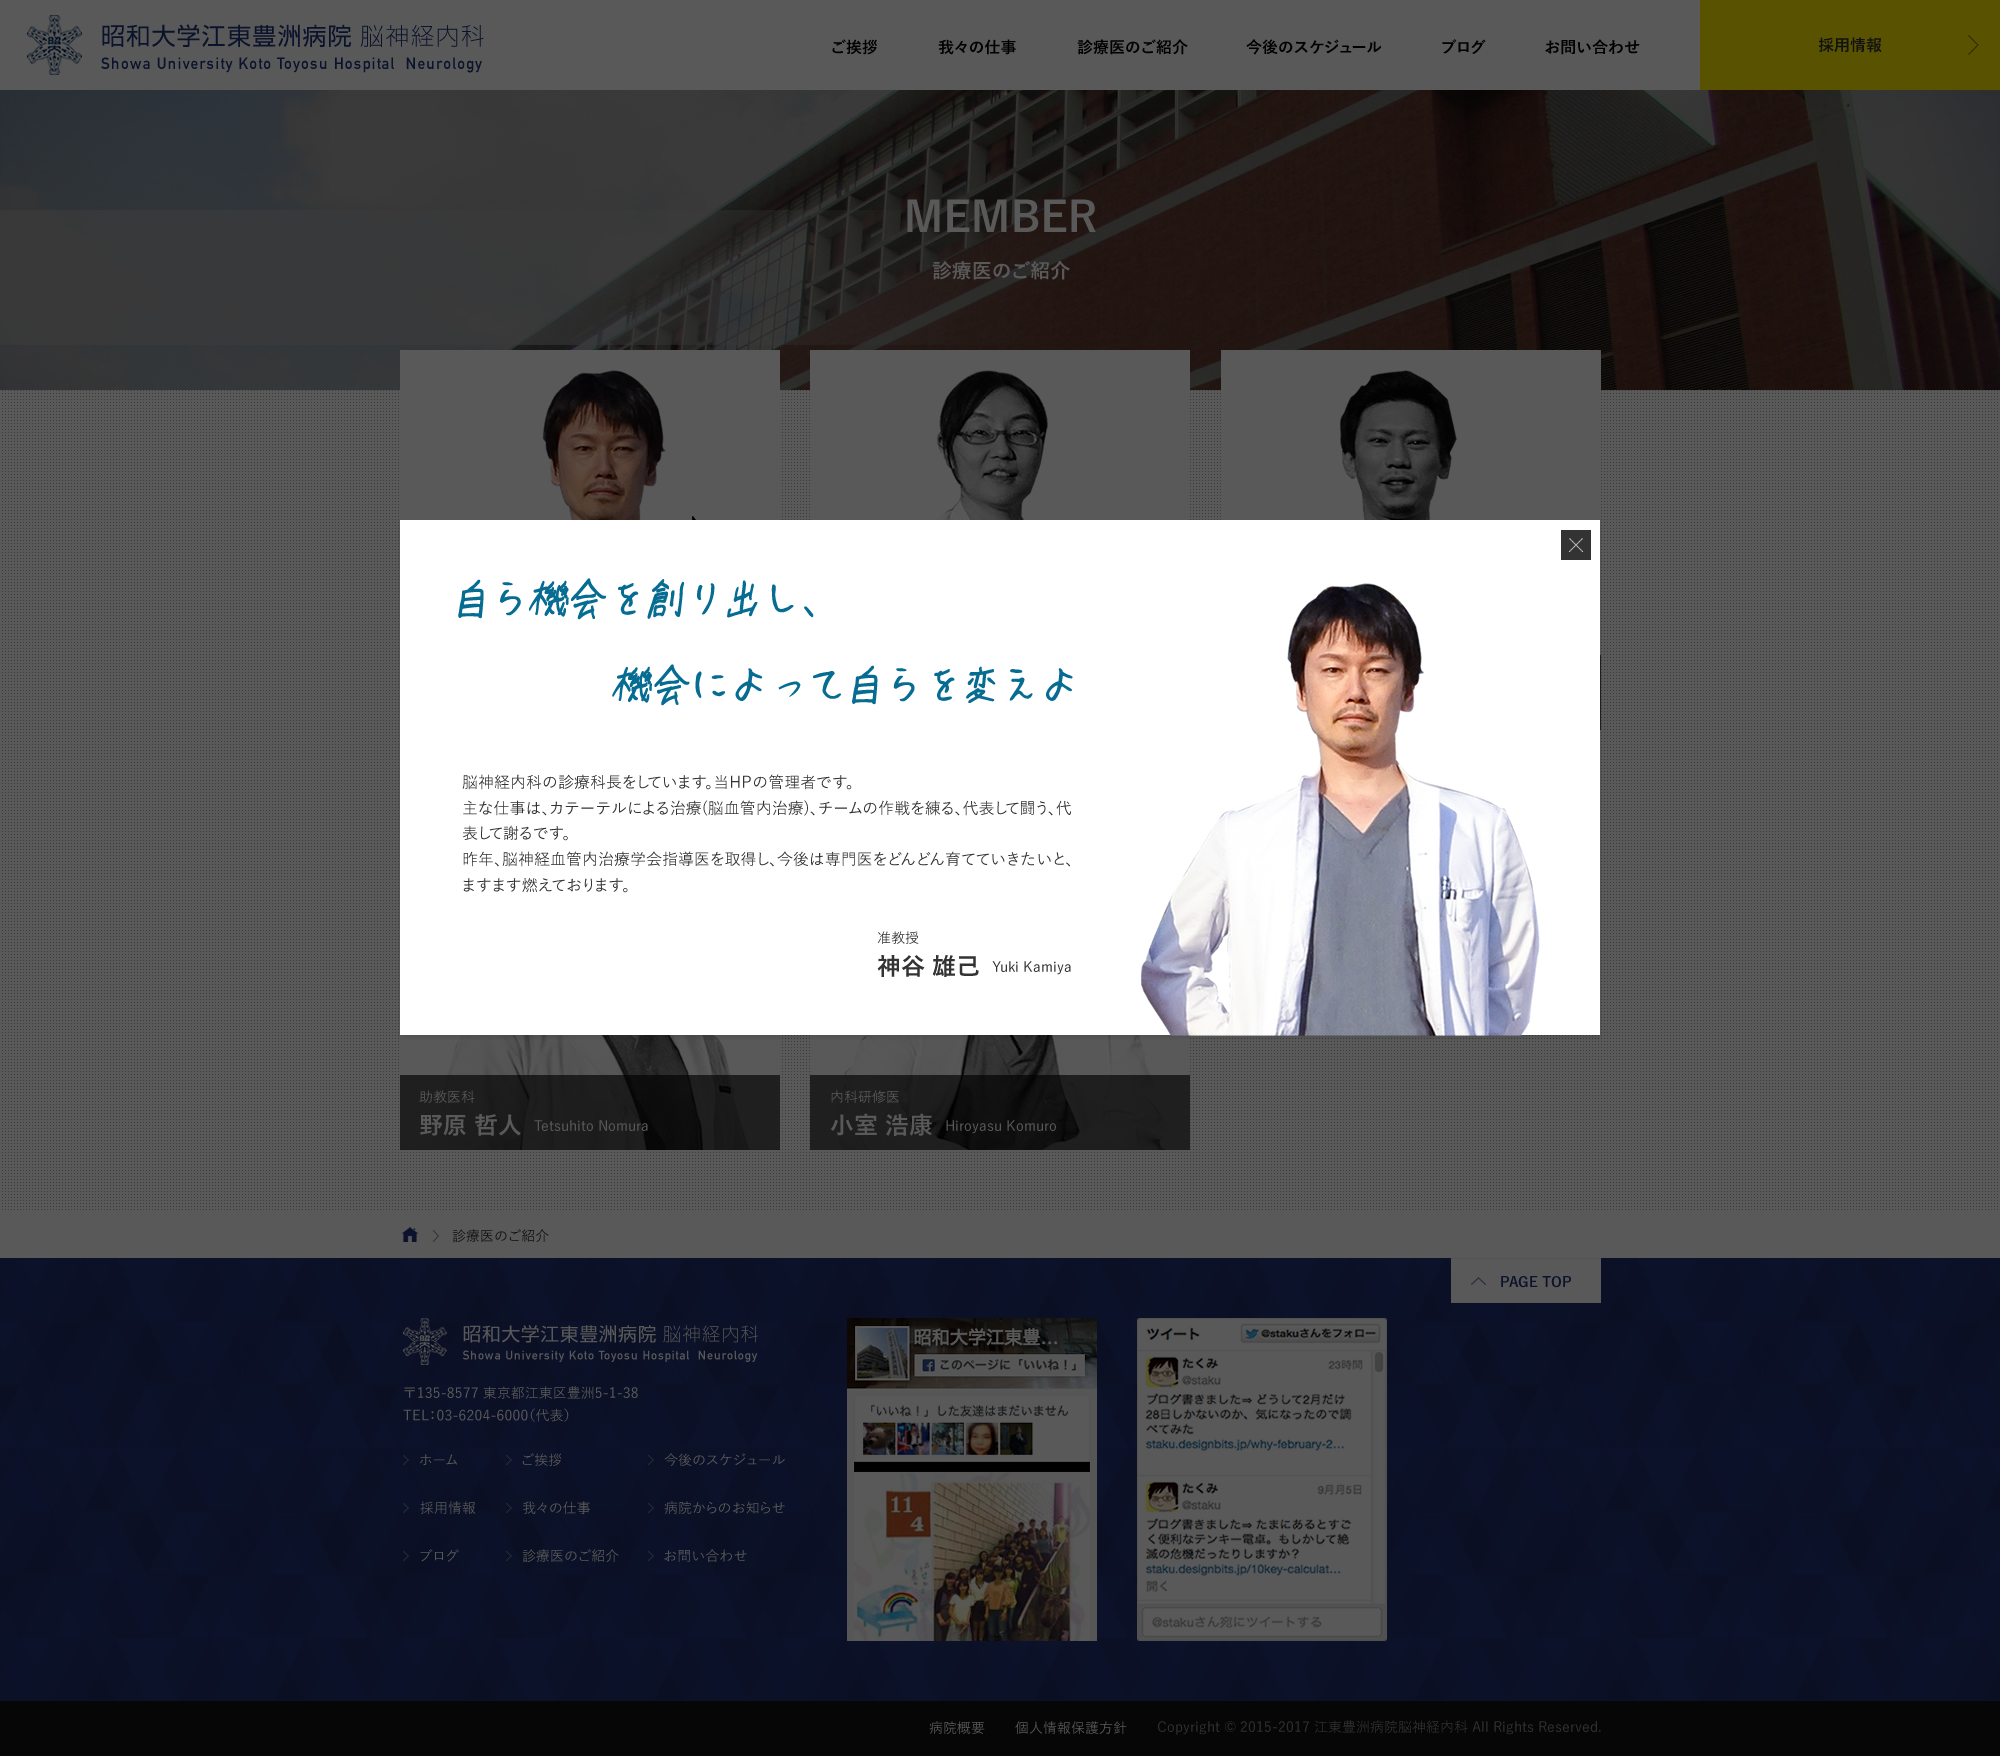 昭和大学江東豊洲病院 脳神経内科
Showa University Koto Toyosu Hospital Neurology
ご挨拶
我々の仕事
診療医のご紹介
今後のスケジュール
ブログ
お問い合わせ
採用情報
MEMBER
診療医のご紹介
自ら機会を創り出し、
機会によって自らを変えよ
脳神経内科の診療科長をしています。当HPの管理者です。
主な仕事は、カテーテルによる治療(脳血管内治療)、チームの作戦を練る、代表して闘う、代
表して謝るです。
昨年、脳神経血管内治療学会指導医を取得し、今後は専門医をどんどん育てていきたいと、
ますます燃えております。
准教授
神谷 雄己 Yuki Kamiya
助教医科
野原 哲人 Tetsuhito Nomura
内科研修医
小室 浩康 Hiroyasu Komuro
診療医のご紹介
PAGE TOP
昭和大学江東豊洲病院 脳神経内科
Showa University Koto Toyosu Hospital Neurology
〒135-8577 東京都江東区豊洲5-1-38
TEL：03-6204-6000（代表）
ホーム
ご挨拶
今後のスケジュール
採用情報
我々の仕事
病院からのお知らせ
ブログ
診療医のご紹介
お問い合わせ
昭和大学江東豊...
このページに「いいね！」
「いいね！」した友達はまだいません
11
4
ツイート
@stakuさんをフォロー
たくみ
23時間
@staku
ブログ書きました⇒ どうして2月だけ
28日しかないのか、気になったので調
べてみた
staku.designbits.jp/why-february-2...
たくみ
9月月5日
@staku
ブログ書きました⇒ たまにあるとすご
く便利なテンキー電卓。もしかして絶
滅の危機だったりしますか？
staku.designbits.jp/10key-calculat...
開く
@stakuさん宛にツイートする
病院概要
個人情報保護方針
Copyright © 2015-2017 江東豊洲病院脳神経内科 All Rights Reserved.